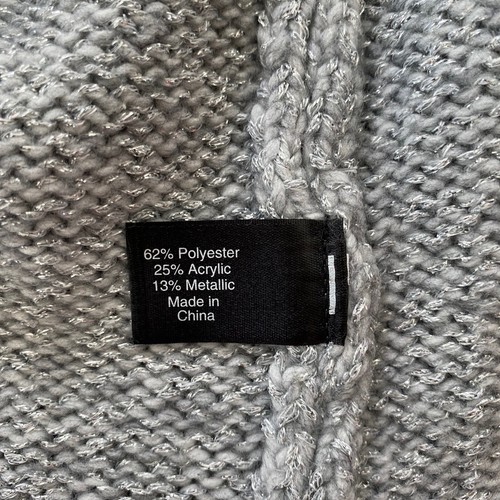 62% Polyester
25% Acrylic
13% Metallic
Made in
China